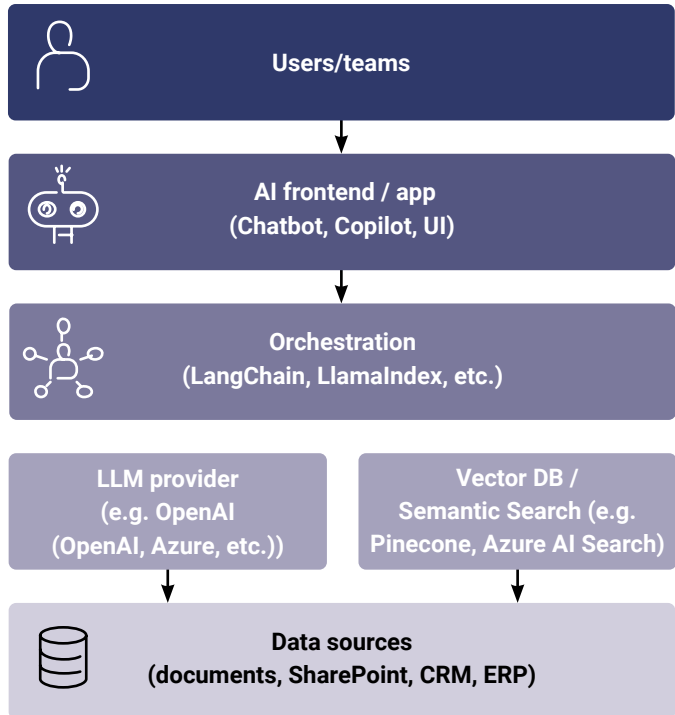 Users/teams
AI frontend / app
(Chatbot, Copilot, UI)
Orchestration
(LangChain, LlamaIndex, etc.)
LLM provider
(e.g. OpenAI
(OpenAI, Azure, etc.))
Vector DB /
Semantic Search (e.g.
Pinecone, Azure AI Search)
Data sources
(documents, SharePoint, CRM, ERP)